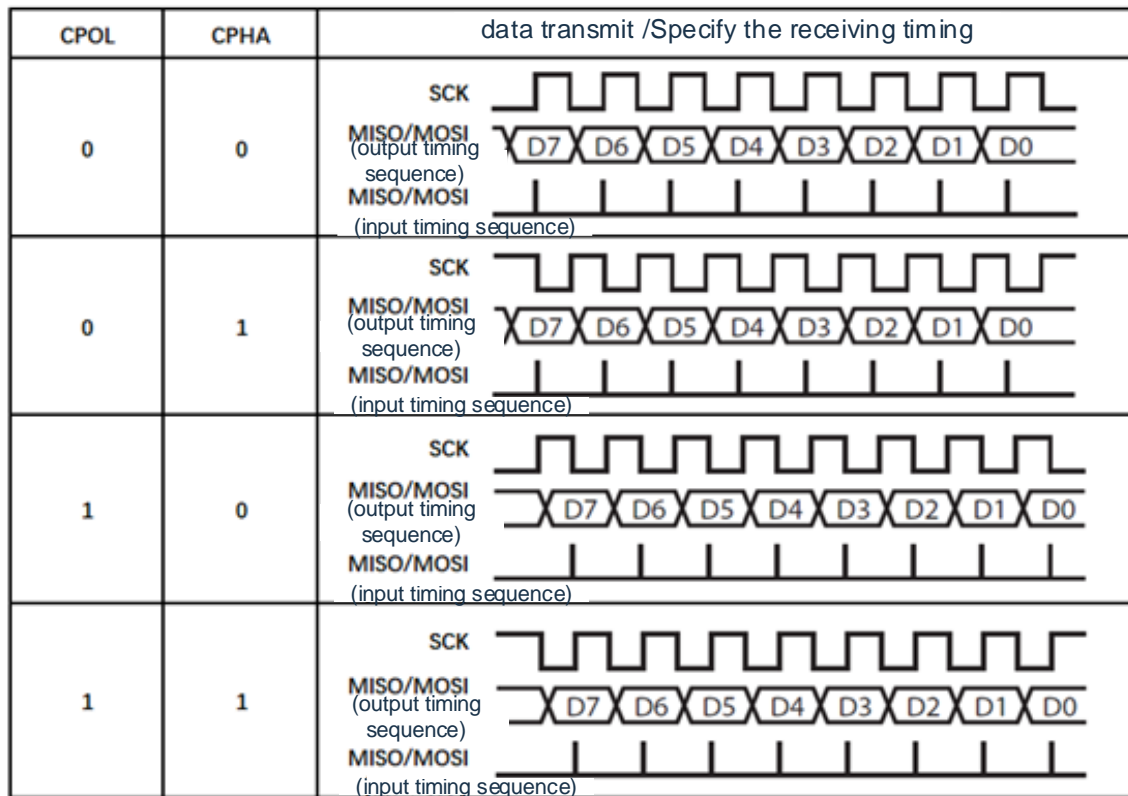 CPOL CPHA data transmit /Specify the receiving timing
0 0
SCK
MISO/MOSI
(output timing
sequence)
D7 D6 D5 D4 D3 D2 D1 D0
MISO/MOSI
(input timing sequence)
0 1
SCK
MISO/MOSI
(output timing
sequence)
D7 D6 D5 D4 D3 D2 D1 D0
MISO/MOSI
(input timing sequence)
1 0
SCK
MISO/MOSI
(output timing
sequence)
D7 D6 D5 D4 D3 D2 D1 D0
MISO/MOSI
(input timing sequence)
1 1
SCK
MISO/MOSI
(output timing
sequence)
D7 D6 D5 D4 D3 D2 D1 D0
MISO/MOSI
(input timing sequence)